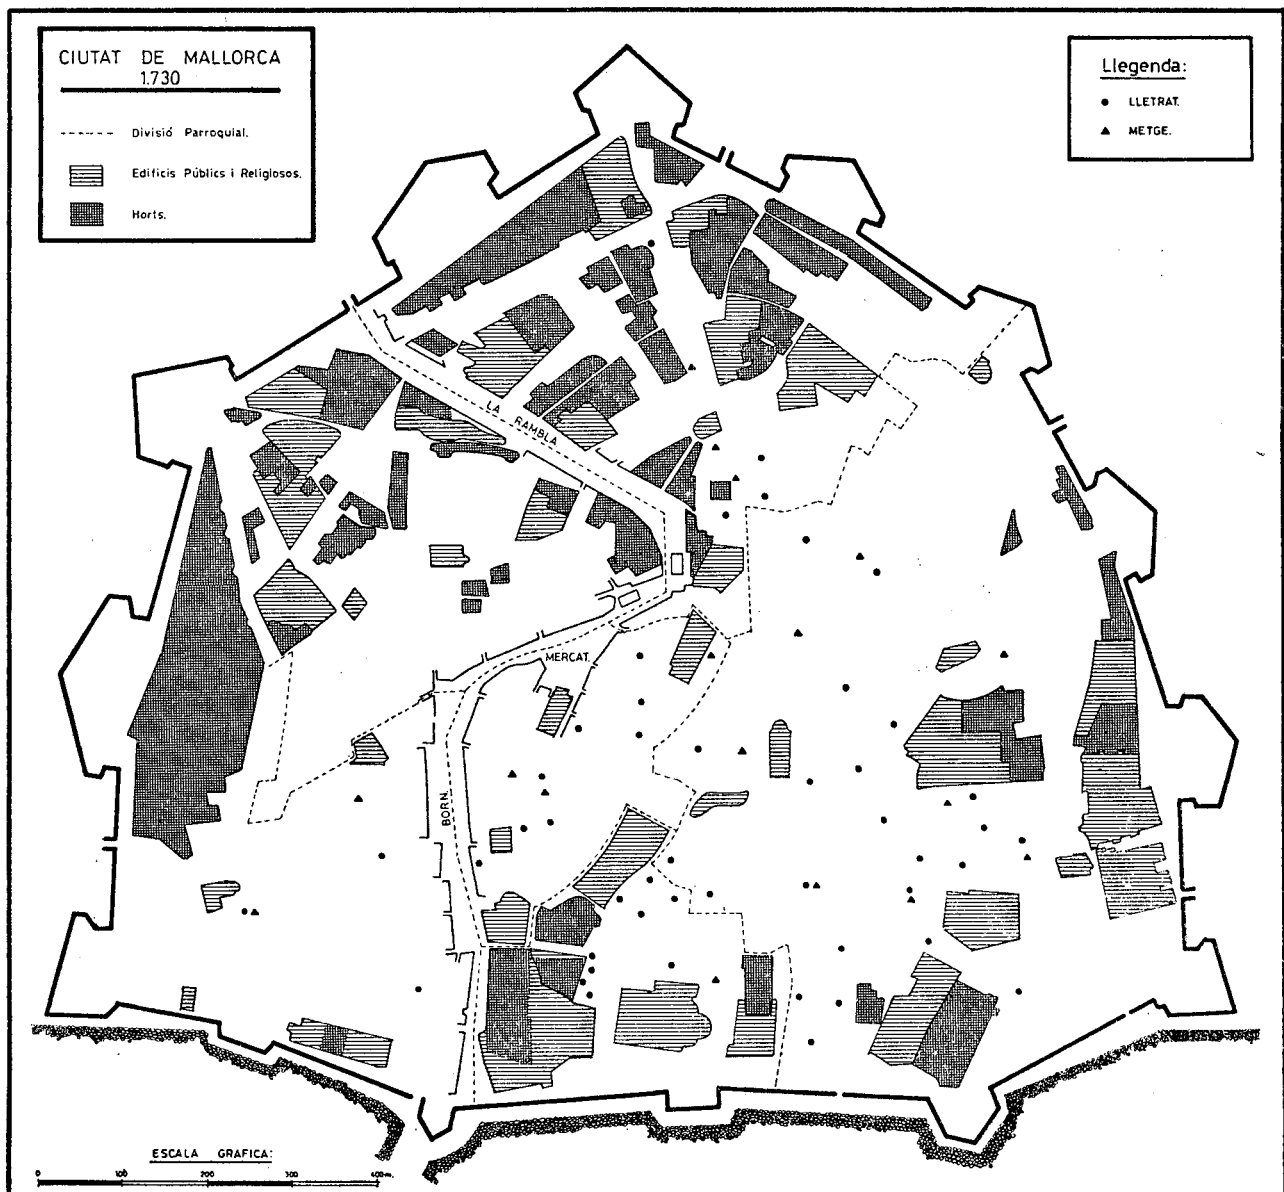 CIUTAT DE MALLORCA
1.730
Divisió Parroquial.
Edificis Públics i Religiosos.
Horts.
Llegenda:
LLETRAT.
METGE.
LA RAMBLA
MERCAT.
BORN.
ESCALA GRAFICA:
0 100 200 300 400 m.